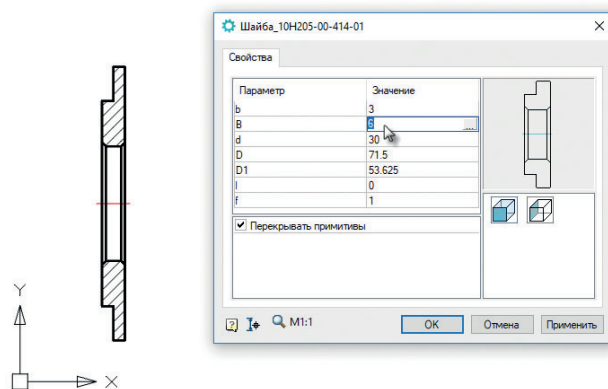 Шайба_10Н205-00-414-01
Свойства
Параметр Значение
b 3
B 6 ...
d 30
D 71.5
D1 53.625
l 0
f 1
Перекрывать примитивы
M1:1
ОК Отмена Применить
Y
X